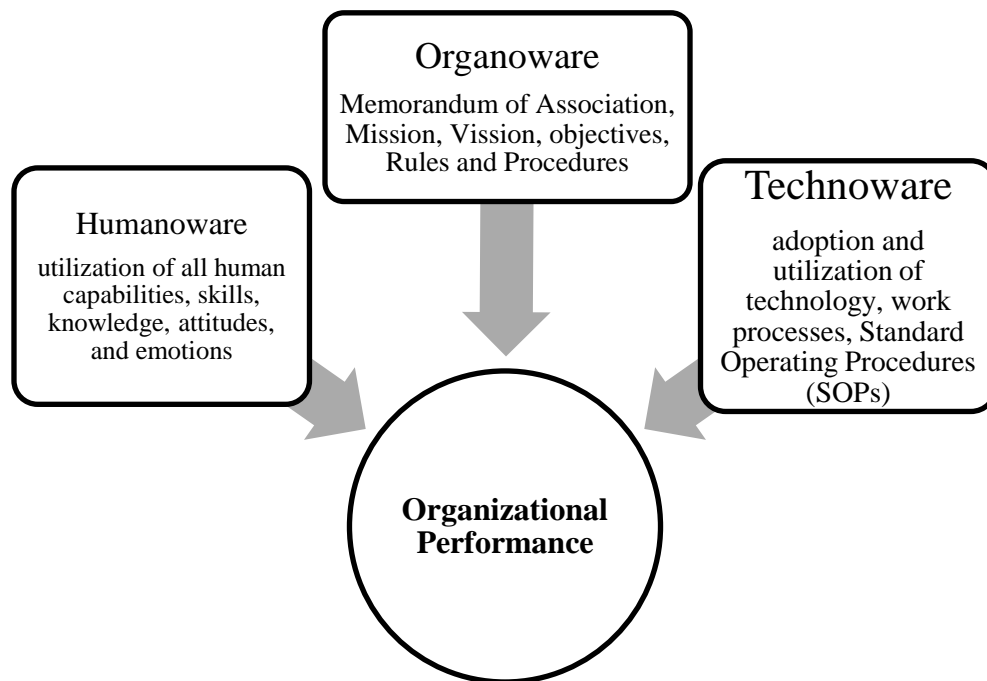 Organoware
Memorandum of Association,
Mission, Vission, objectives,
Rules and Procedures
Humanoware
utilization of all human
capabilities, skills,
knowledge, attitudes,
and emotions
Technoware
adoption and
utilization of
technology, work
processes, Standard
Operating Procedures
(SOPs)
Organizational
Performance